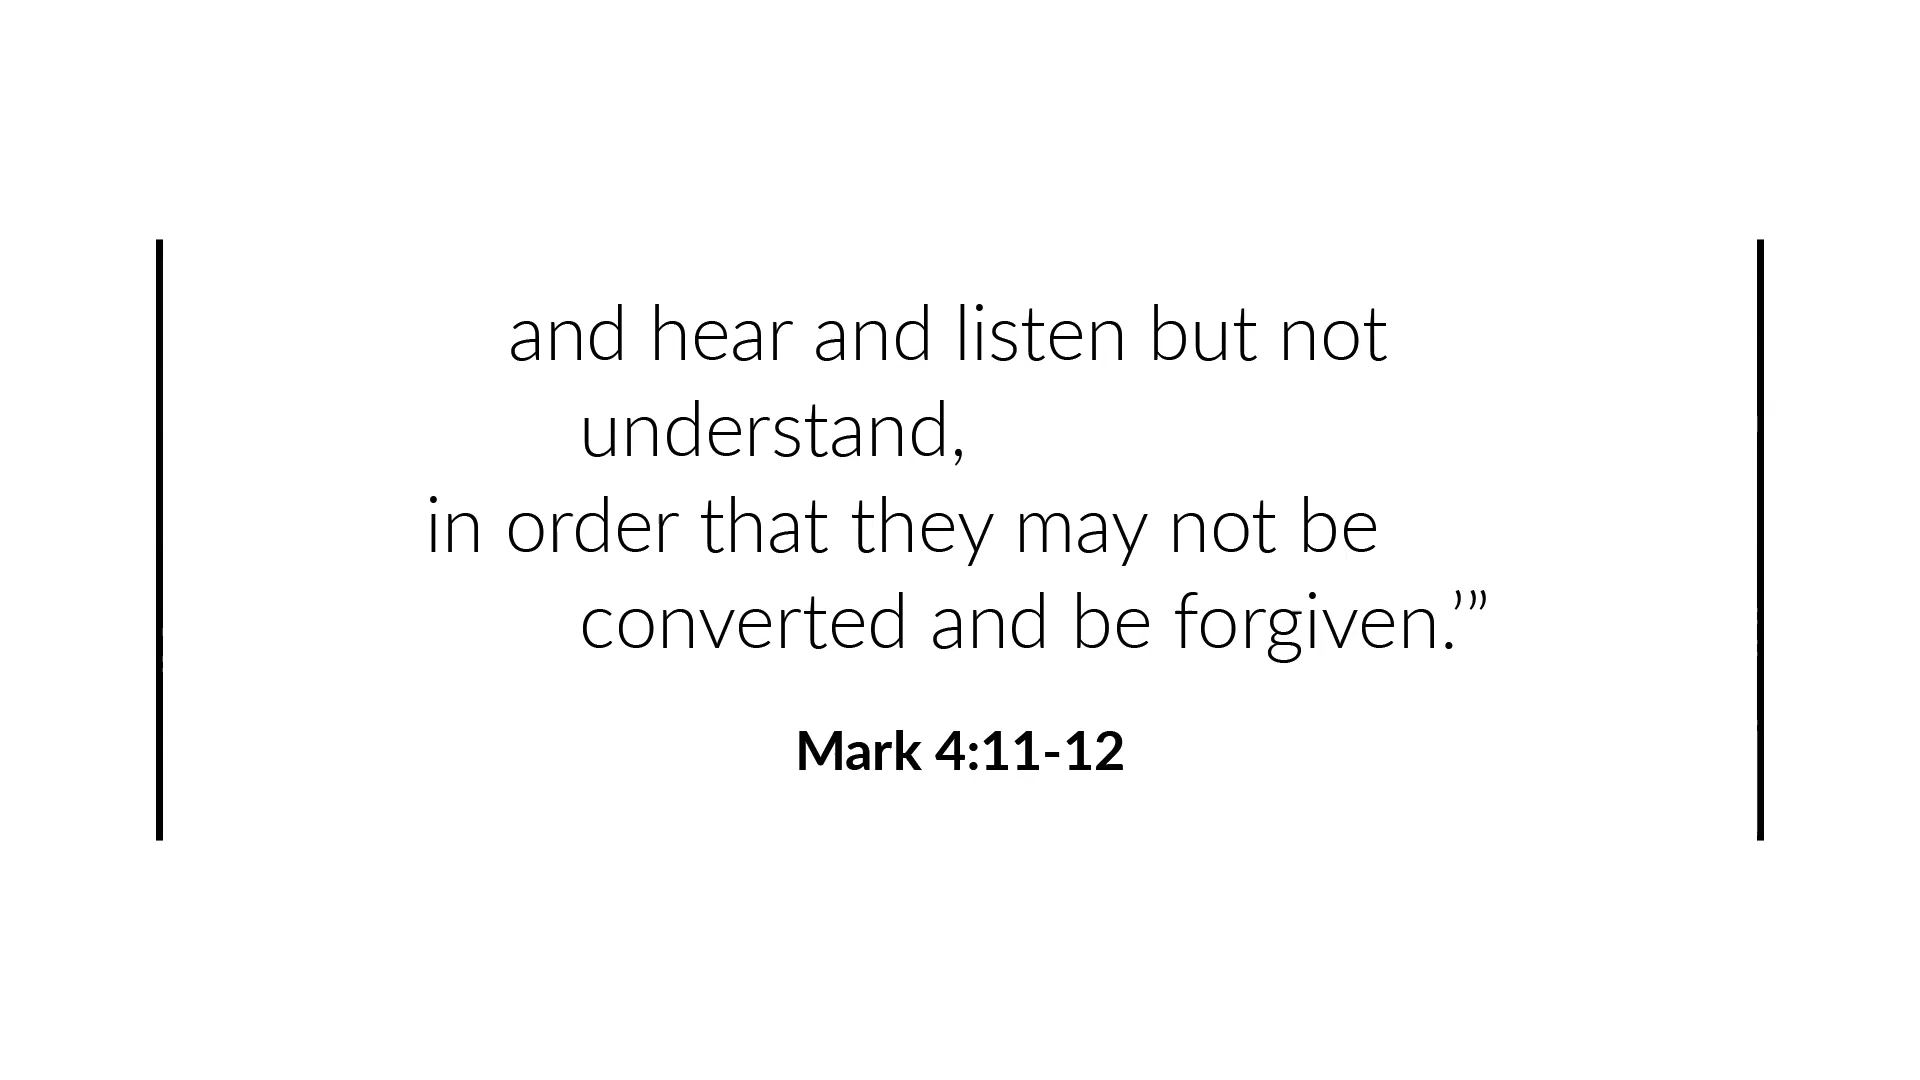 and hear and listen but not
understand,
in order that they may not be
converted and be forgiven.’”
Mark 4:11-12